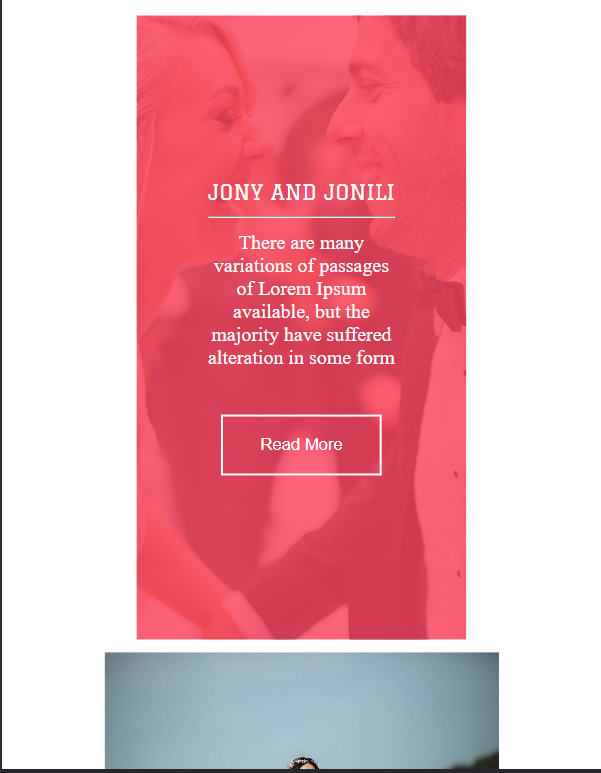 JONY AND JONILI
There are many
variations of passages
of Lorem Ipsum
available, but the
majority have suffered
alteration in some form
Read More